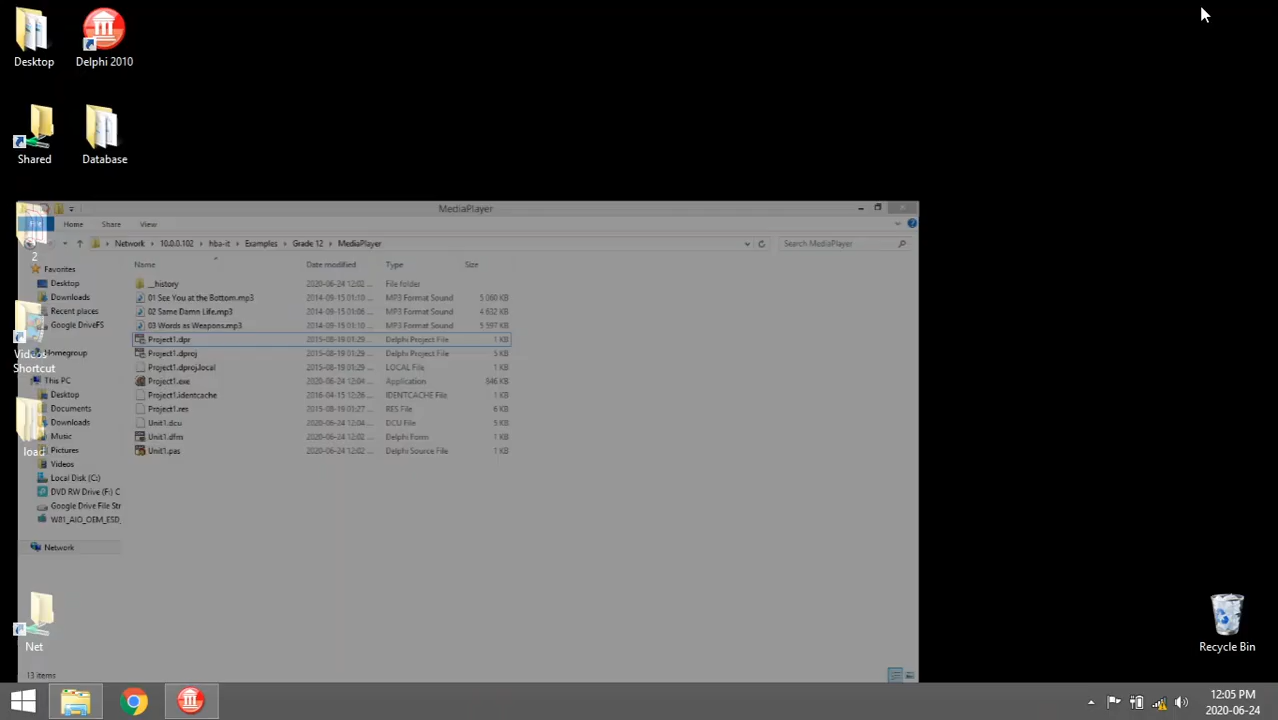 Desktop
Delphi 2010
Shared
Database
2
Videos
Shortcut
load
Net
MediaPlayer
File Home Share View
Network 10.0.0.102 hba-it Examples Grade 12 MediaPlayer
Search MediaPlayer
Favorites
Desktop
Downloads
Recent places
Google DriveFS
Homegroup
This PC
Desktop
Documents
Downloads
Music
Pictures
Videos
Local Disk (C:)
DVD RW Drive (F:) C
Google Drive File Str
W81_AIO_OEM_ESD_
Network
Name Date modified Type Size
__history 2020-06-24 12:02 ... File folder
01 See You at the Bottom.mp3 2014-09-15 01:10 ... MP3 Format Sound 5 060 KB
02 Same Damn Life.mp3 2014-09-15 01:06 ... MP3 Format Sound 4 632 KB
03 Words as Weapons.mp3 2014-09-15 01:10 ... MP3 Format Sound 5 597 KB
Project1.dpr 2015-08-19 01:29 ... Delphi Project File 1 KB
Project1.dproj 2015-08-19 01:29 ... Delphi Project File 5 KB
Project1.dproj.local 2015-08-19 01:29 ... LOCAL File 1 KB
Project1.exe 2020-06-24 12:04 ... Application 846 KB
Project1.identcache 2016-04-15 12:26 ... IDENTCACHE File 1 KB
Project1.res 2015-08-19 01:27 ... RES File 6 KB
Unit1.dcu 2020-06-24 12:04 ... DCU File 5 KB
Unit1.dfm 2020-06-24 12:02 ... Delphi Form 1 KB
Unit1.pas 2020-06-24 12:02 ... Delphi Source File 1 KB
13 items
Recycle Bin
12:05 PM
2020-06-24